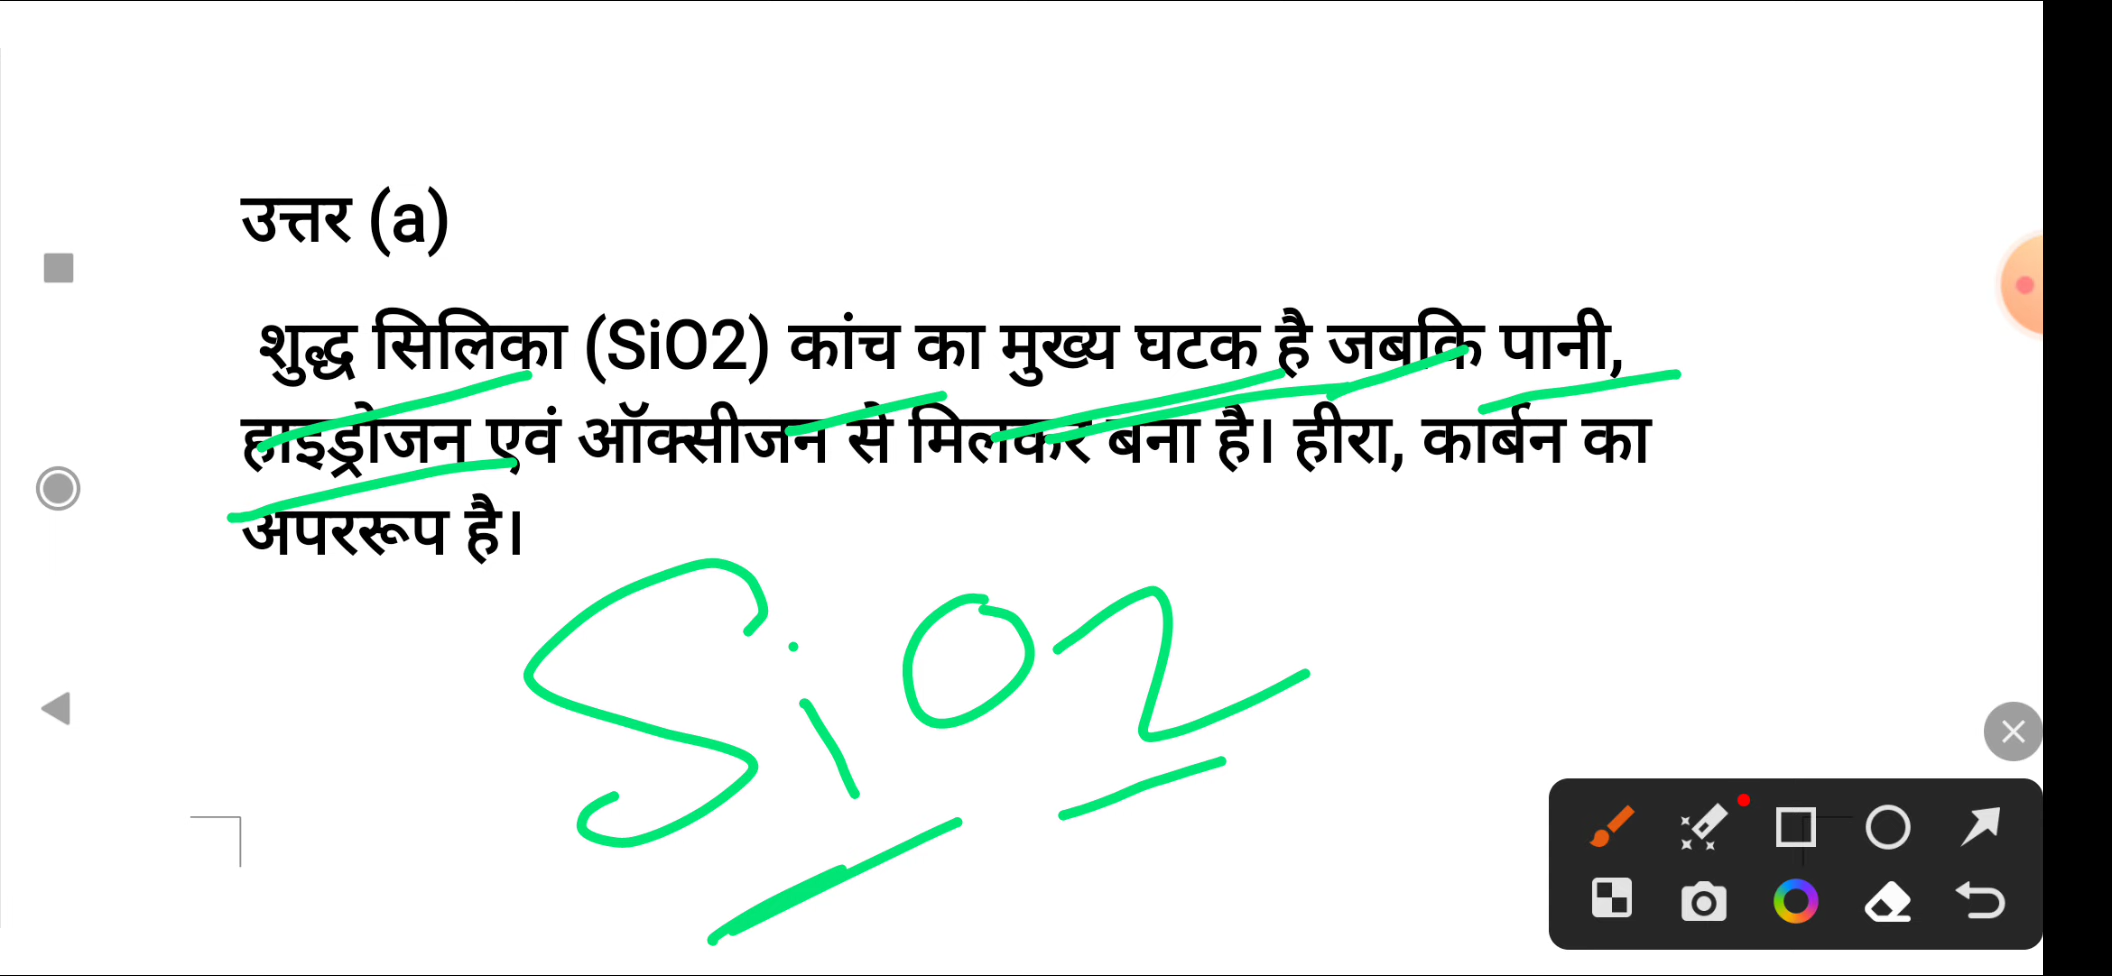 उत्तर (a)
शुद्ध सिलिका (SiO2) कांच का मुख्य घटक है जबकि पानी,
हाइड्रोजन एवं ऑक्सीजन से मिलकर बना है। हीरा, कार्बन का
अपररूप है।
SiO2